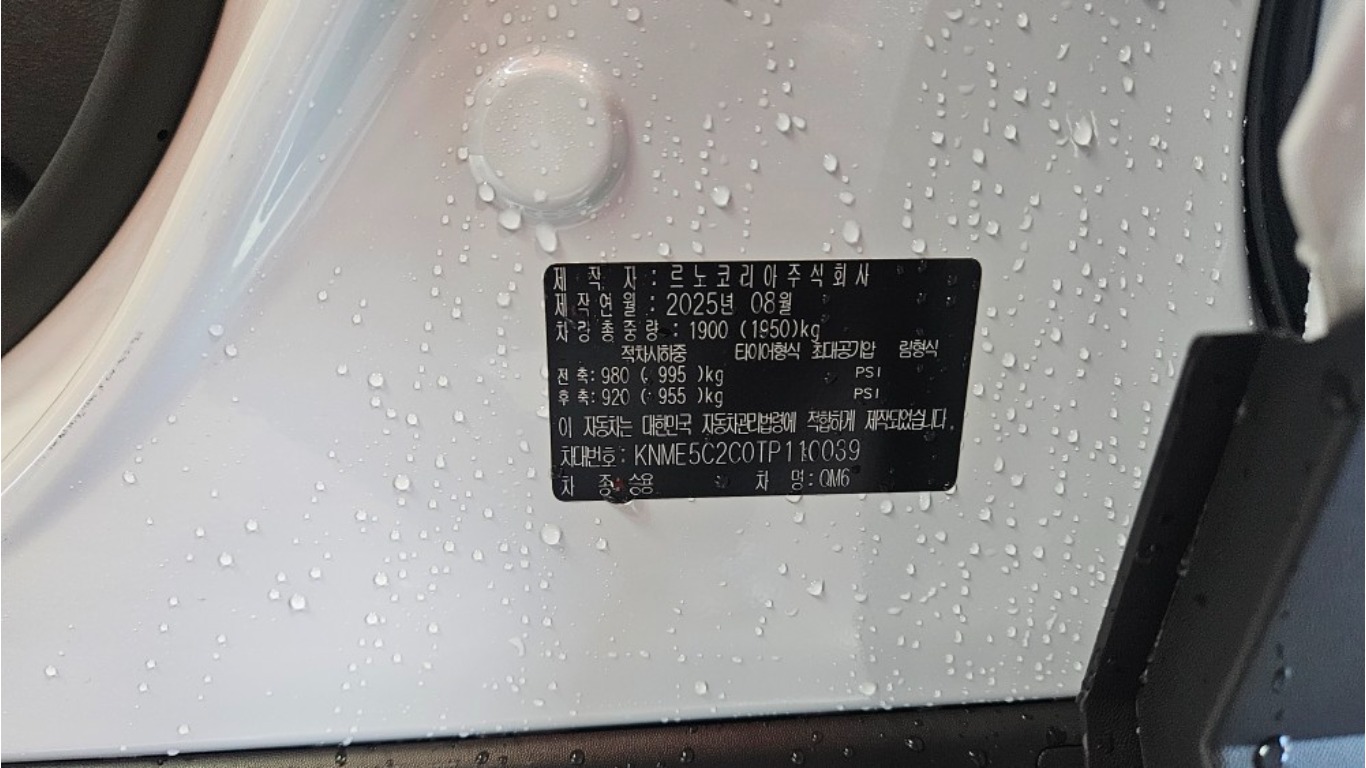 제 작 자 : 르노코리아주식회사
제작연월 : 2025년 08월
차량총중량 : 1900 (1950)kg
적차시하중 타이어형식 최대공기압 림형식
전축: 980 ( 995 )kg PSI
후축: 920 ( 955 )kg PSI
이 자동차는 대한민국 자동차관리법령에 적합하게 제작되었습니다.
차대번호: KNME5C2C0TP110039
차 종: 승용 차 명: QM6